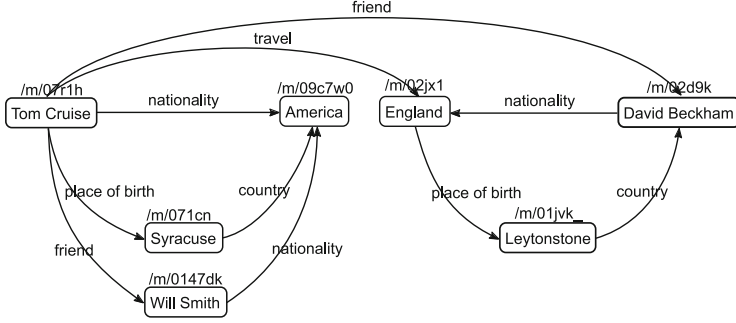 friend
travel
/m/07r1h
/m/09c7w0
/m/02jx1
/m/02d9k
Tom Cruise
nationality
America
England
nationality
David Beckham
place of birth
country
place of birth
country
/m/071cn
/m/01jvk_
Syracuse
Leytonstone
friend
nationality
/m/0147dk
Will Smith